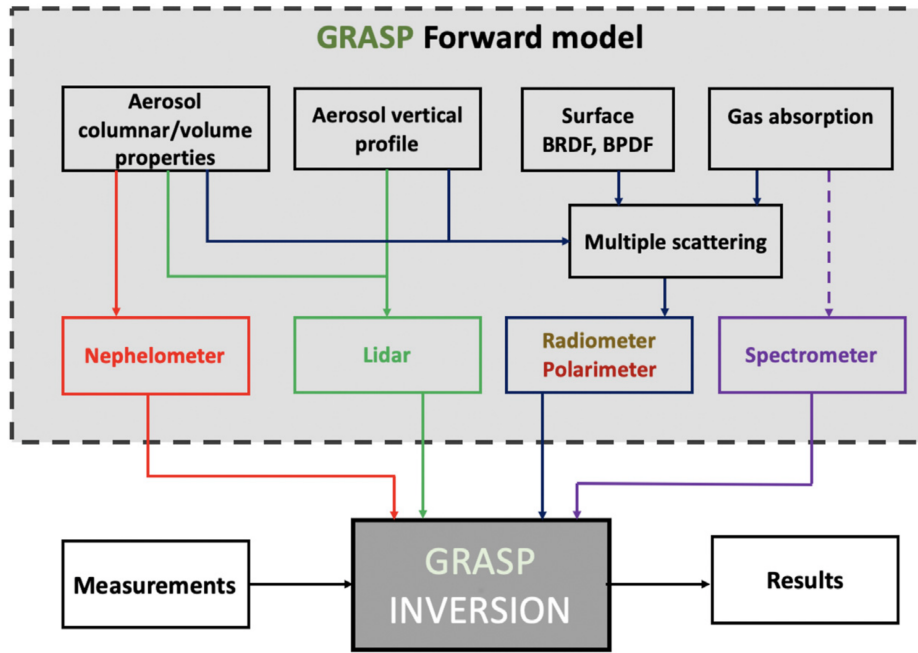 GRASP Forward model
Aerosol
columnar/volume
properties
Aerosol vertical
profile
Surface
BRDF, BPDF
Gas absorption
Multiple scattering
Nephelometer
Lidar
Radiometer
Polarimeter
Spectrometer
Measurements
GRASP
INVERSION
Results